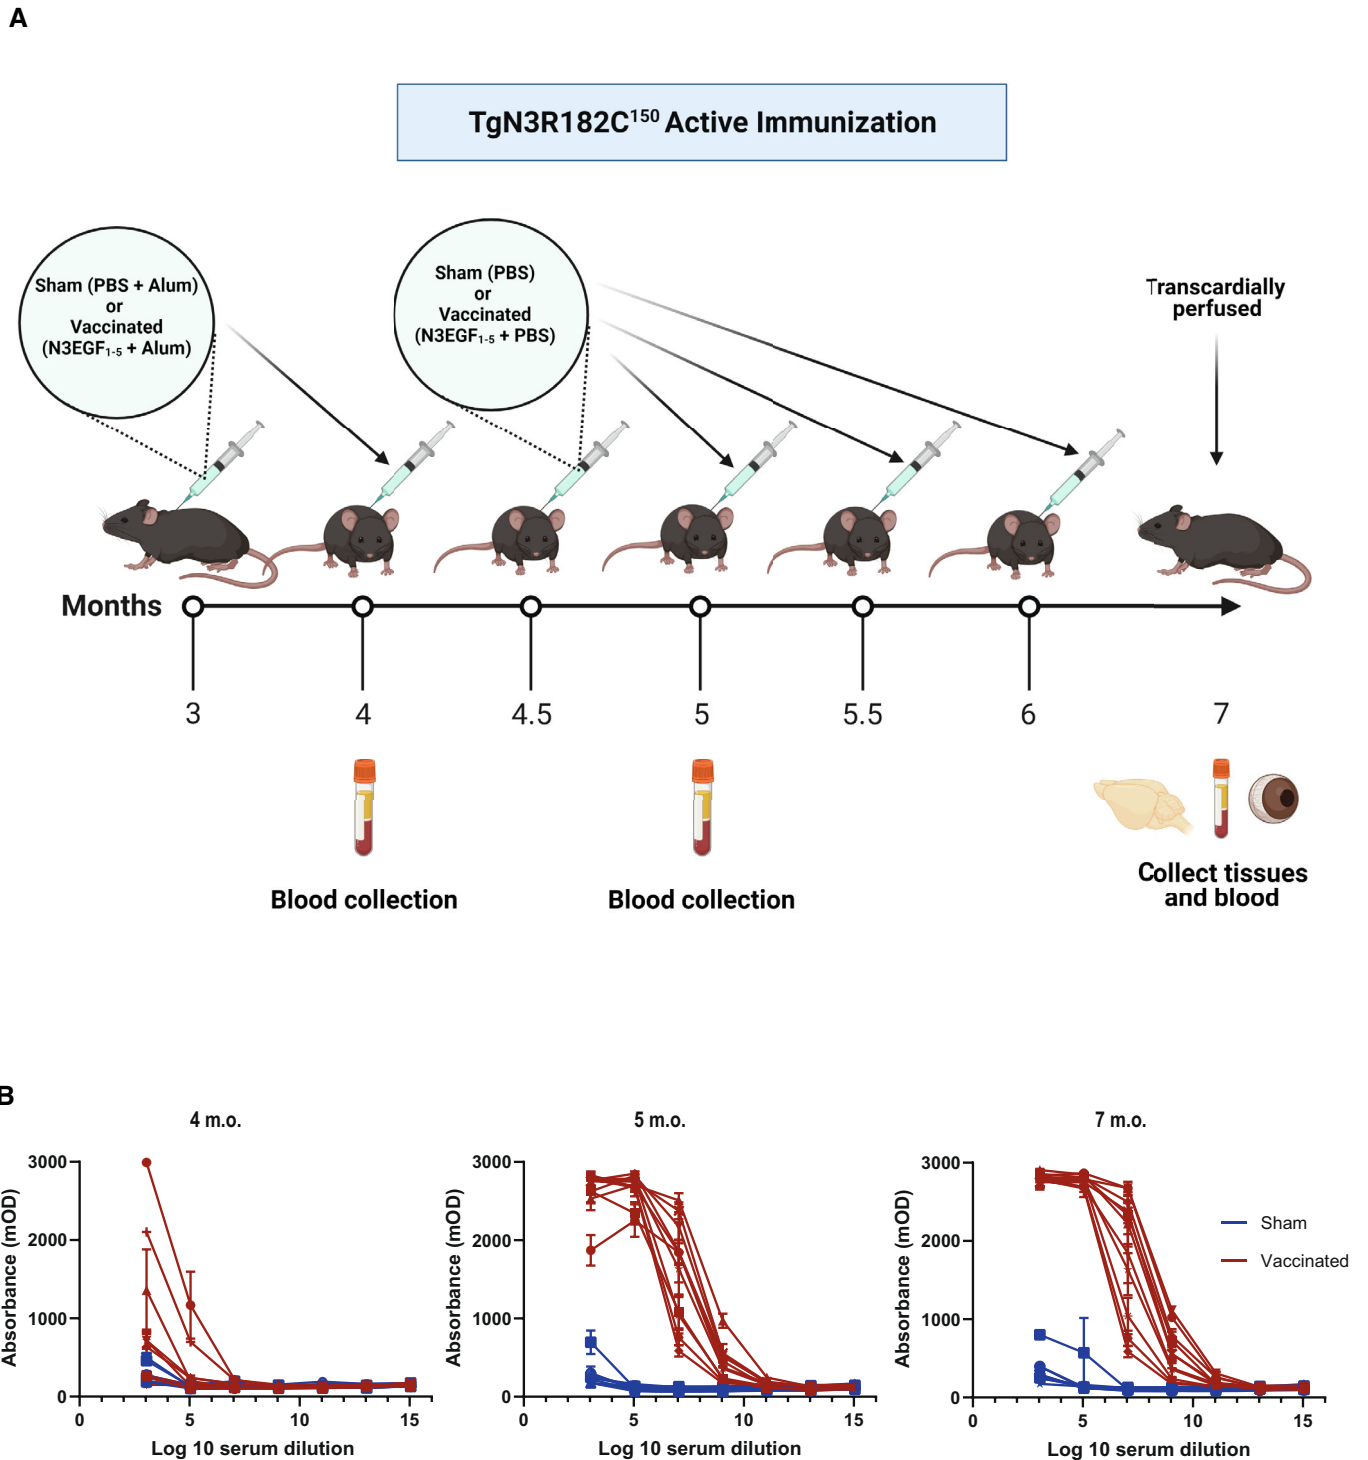 A
TgN3R182C¹⁵⁰ Active Immunization
Sham (PBS + Alum)
or
Vaccinated
(N3EGF₁₋₅ + Alum)
Sham (PBS)
or
Vaccinated
(N3EGF₁₋₅ + PBS)
Transcardially
perfused
Months
3
4
4.5
5
5.5
6
7
Blood collection
Blood collection
Collect tissues
and blood
B
4 m.o.
Absorbance (mOD)
3000
2000
1000
0
0
5
10
15
Log 10 serum dilution
5 m.o.
Absorbance (mOD)
3000
2000
1000
0
0
5
10
15
Log 10 serum dilution
7 m.o.
Absorbance (mOD)
3000
2000
1000
0
0
5
10
15
Log 10 serum dilution
Sham
Vaccinated